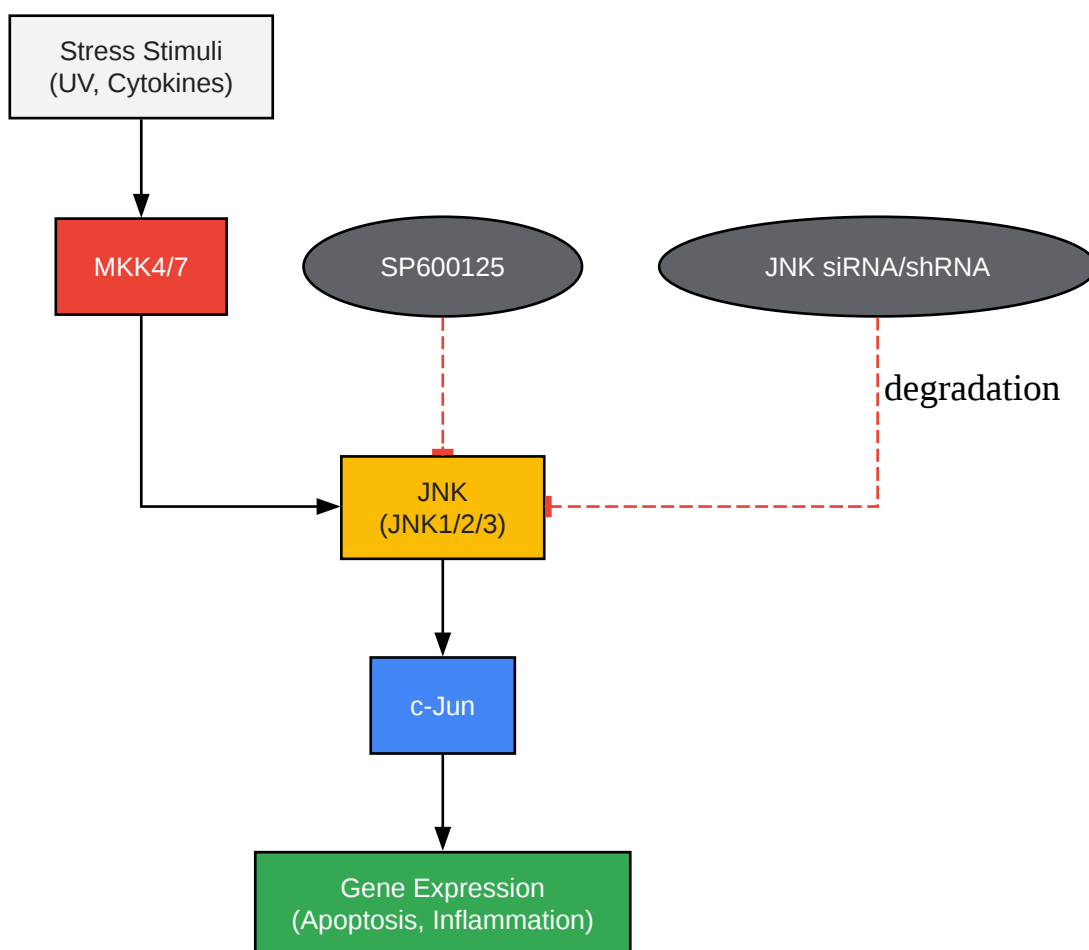 Stress Stimuli
(UV, Cytokines)
MKK4/7
SP600125
JNK siRNA/shRNA
degradation
JNK
(JNK1/2/3)
c-Jun
Gene Expression
(Apoptosis, Inflammation)